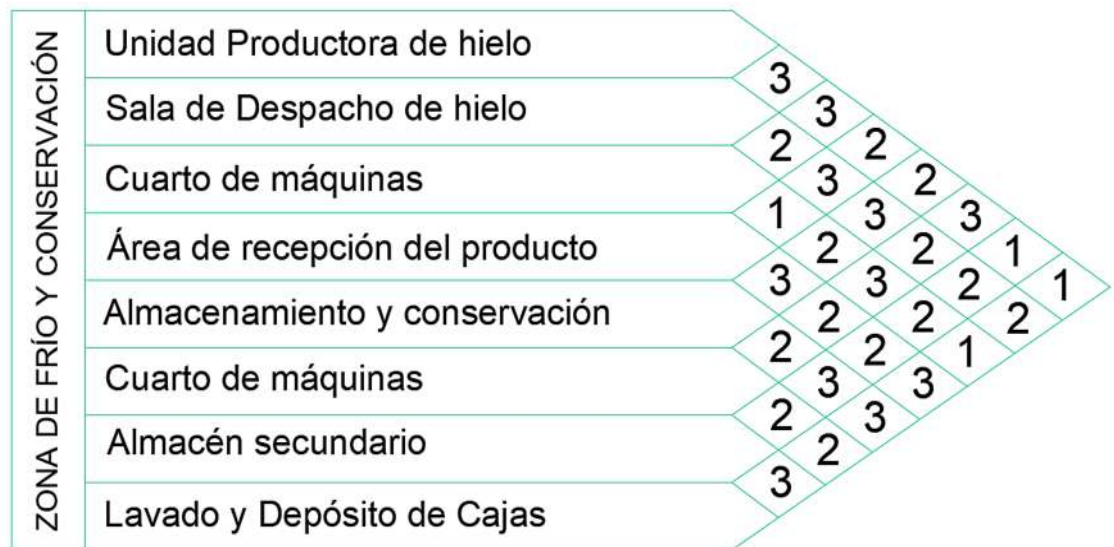 ZONA DE FRÍO Y CONSERVACIÓN
Unidad Productora de hielo
3
Sala de Despacho de hielo
3
2 2
Cuarto de máquinas
3 2
1 3 3
Área de recepción del producto
2 2 1
3 3 2 1
Almacenamiento y conservación
2 2 2
2 2 1
Cuarto de máquinas
3 3
2 3
Almacén secundario
2
3
Lavado y Depósito de Cajas